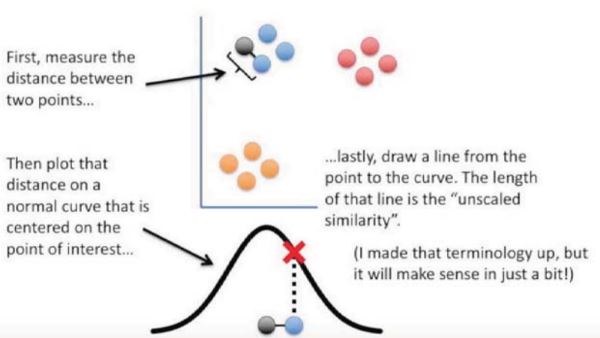 First, measure the
distance between
two points...
Then plot that
distance on a
normal curve that is
centered on the
point of interest...
...lastly, draw a line from the
point to the curve. The length
of that line is the “unscaled
similarity”.
(I made that terminology up, but
it will make sense in just a bit!)